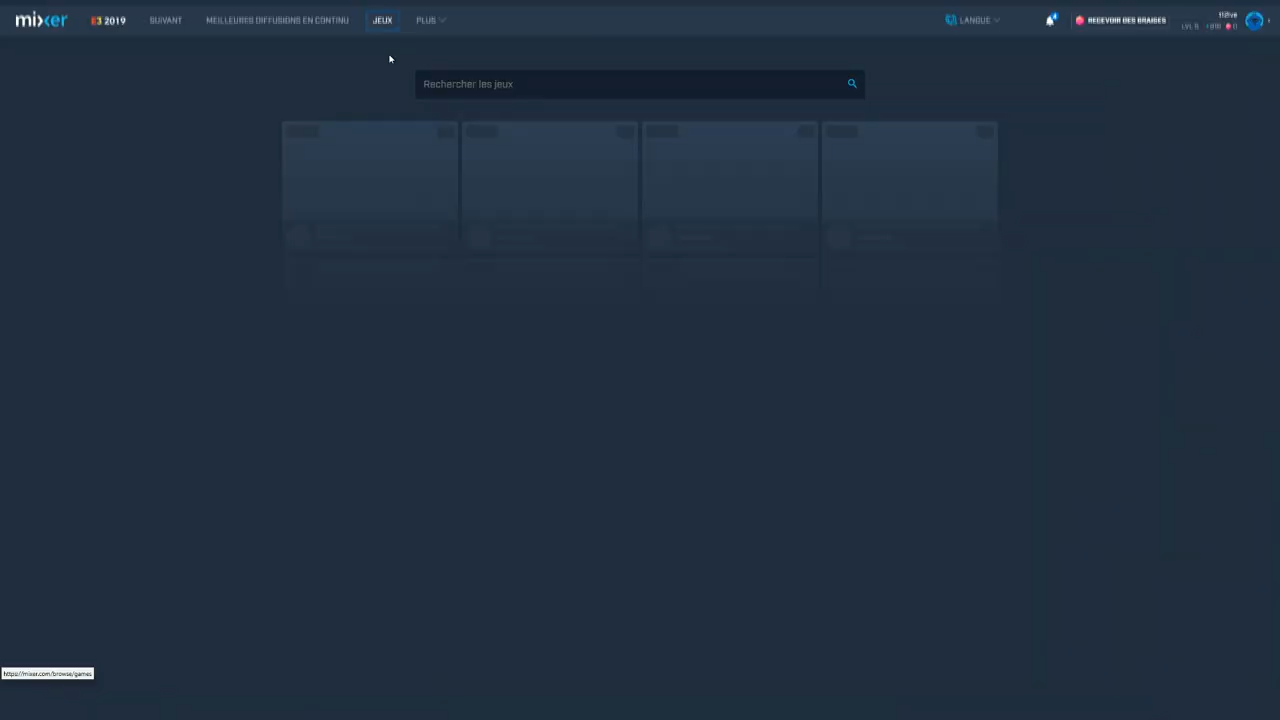 mixer
E3 2019
SUIVANT
MEILLEURES DIFFUSIONS EN CONTINU
JEUX
PLUS
LANGUE
4
RECEVOIR DES BRAISES
Rechercher les jeux
https://mixer.com/browse/games